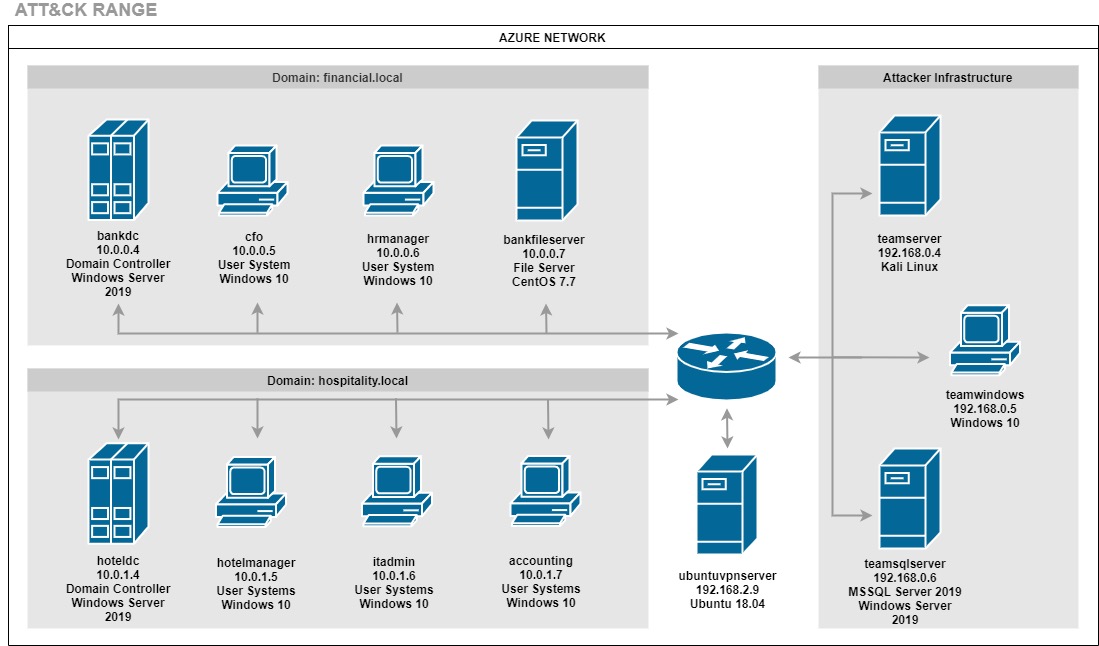 ATT&CK RANGE
AZURE NETWORK
Domain: financial.local
bankdc
10.0.0.4
Domain Controller
Windows Server
2019
cfo
10.0.0.5
User System
Windows 10
hrmanager
10.0.0.6
User System
Windows 10
bankfileserver
10.0.0.7
File Server
CentOS 7.7
Domain: hospitality.local
hoteldc
10.0.1.4
Domain Controller
Windows Server
2019
hotelmanager
10.0.1.5
User Systems
Windows 10
itadmin
10.0.1.6
User Systems
Windows 10
accounting
10.0.1.7
User Systems
Windows 10
ubuntuvpnserver
192.168.2.9
Ubuntu 18.04
Attacker Infrastructure
teamserver
192.168.0.4
Kali Linux
teamwindows
192.168.0.5
Windows 10
teamsqlserver
192.168.0.6
MSSQL Server 2019
Windows Server
2019